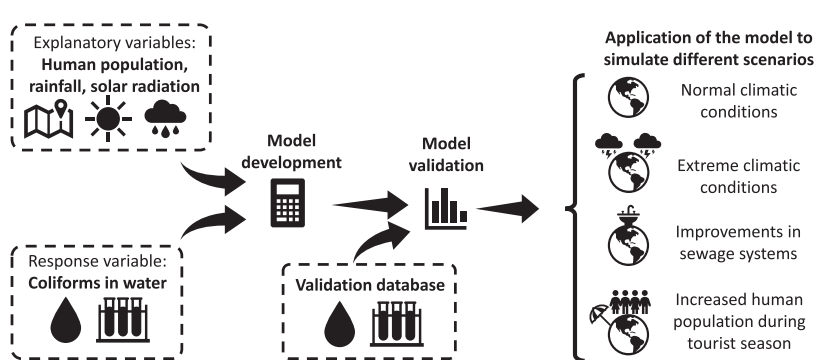 Explanatory variables:
Human population,
rainfall, solar radiation
Response variable:
Coliforms in water
Model
development
Validation database
Model
validation
Application of the model to
simulate different scenarios
Normal climatic
conditions
Extreme climatic
conditions
Improvements in
sewage systems
Increased human
population during
tourist season